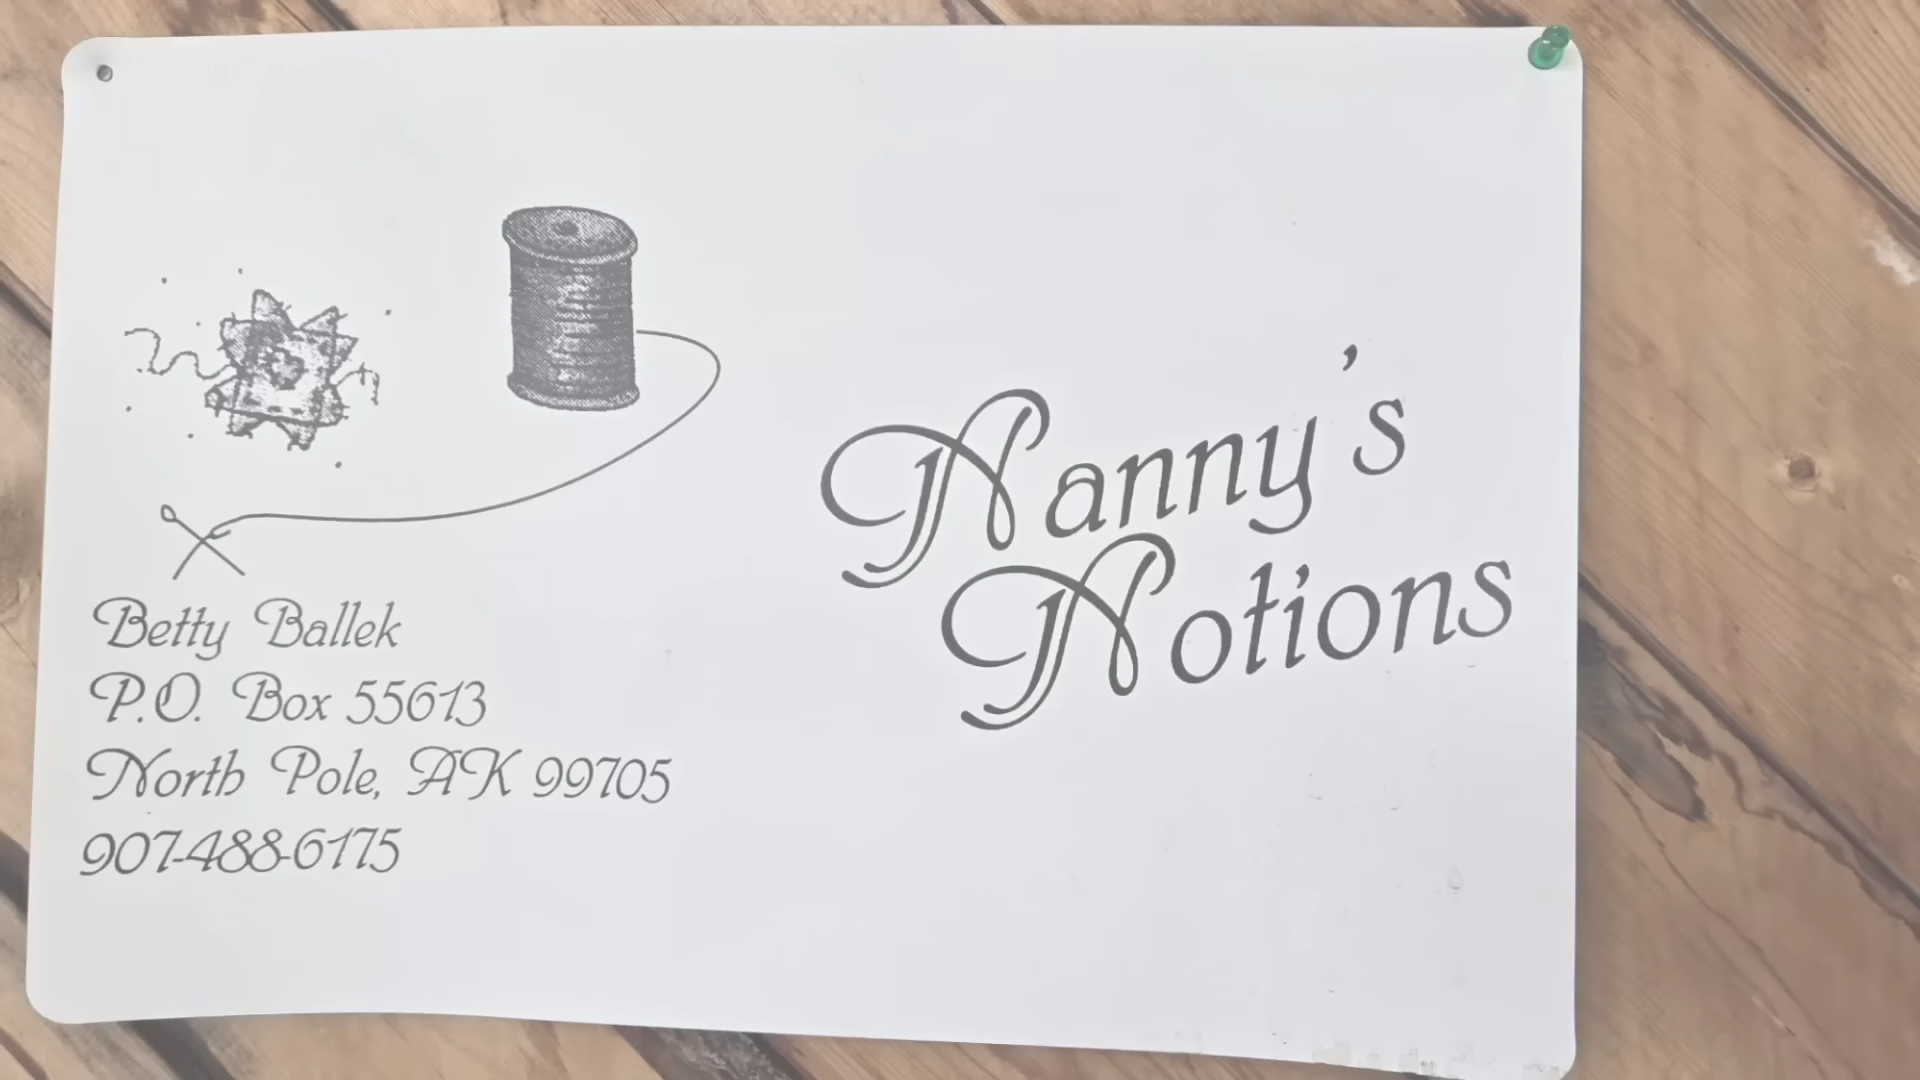 Nanny's
Notions
Betty Ballek
P.O. Box 55613
North Pole, AK 99705
907-488-6175